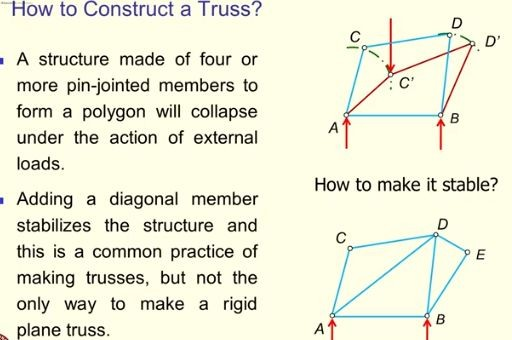 How to Construct a Truss?
A structure made of four or
more pin-jointed members to
form a polygon will collapse
under the action of external
loads.
Adding a diagonal member
stabilizes the structure and
this is a common practice of
making trusses, but not the
only way to make a rigid
plane truss.
D
C
D'
C'
A
B
How to make it stable?
D
C
E
A
B